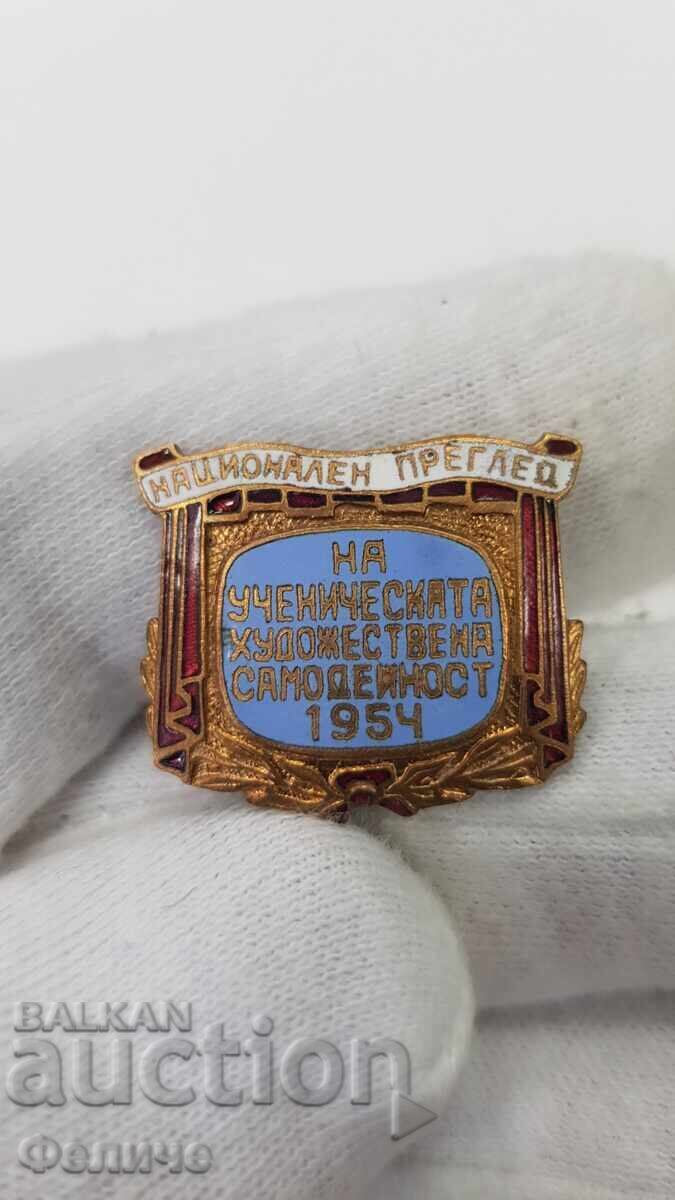 НАЦИОНАЛЕН ПРЕГЛЕД
НА
УЧЕНИЧЕСКАТА
ХУДОЖЕСТВЕНА
САМОДЕЙНОСТ
1954
BALKAN
auction
Феличе